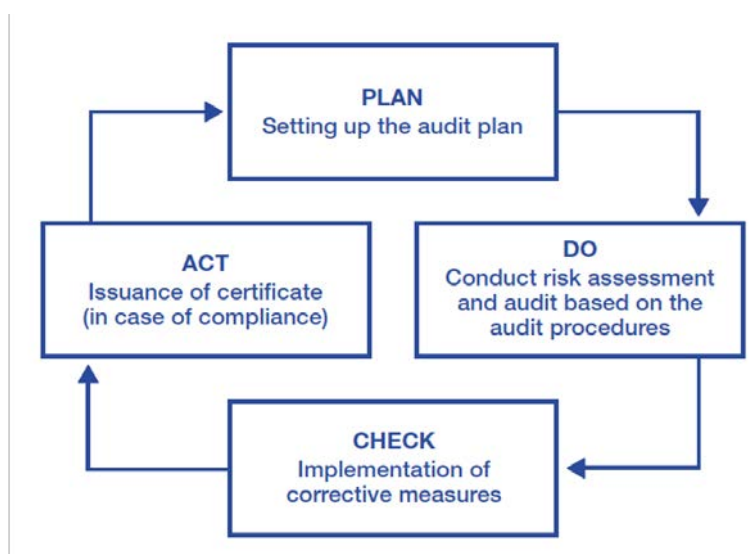 PLAN
Setting up the audit plan
ACT
Issuance of certificate
(in case of compliance)
DO
Conduct risk assessment
and audit based on the
audit procedures
CHECK
Implementation of
corrective measures